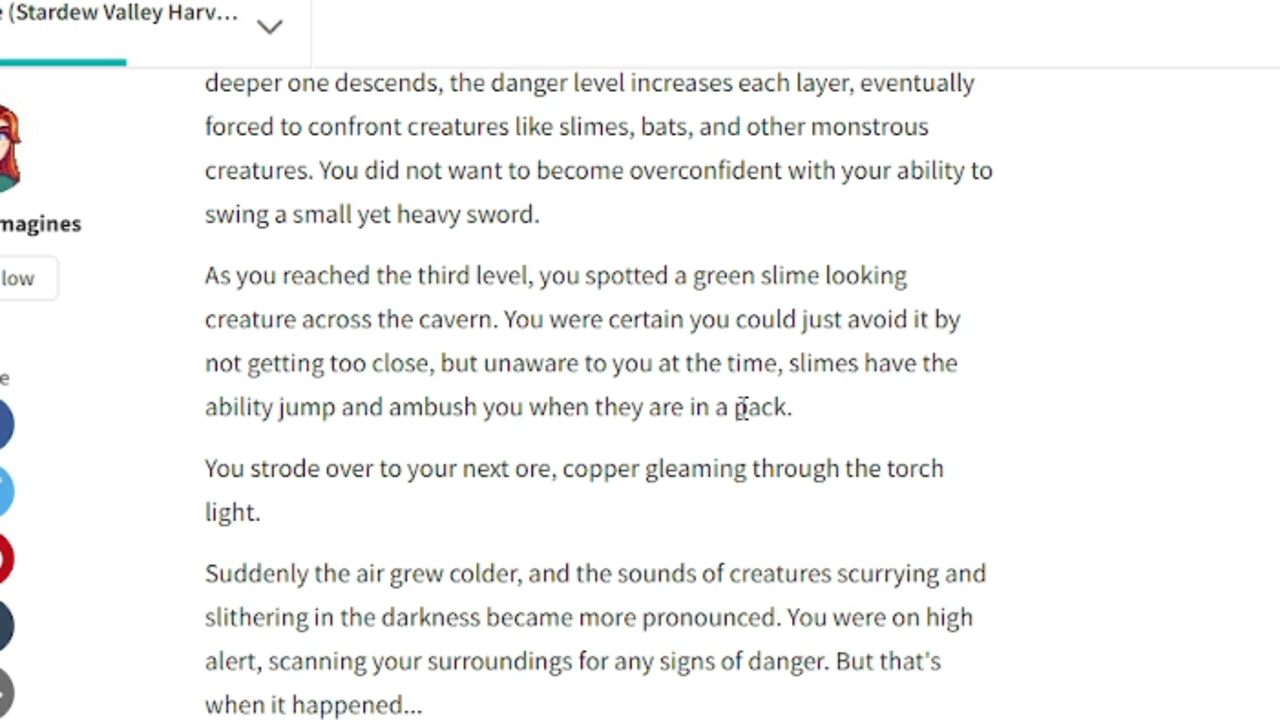 (Stardew Valley Harv...
deeper one descends, the danger level increases each layer, eventually
forced to confront creatures like slimes, bats, and other monstrous
creatures. You did not want to become overconfident with your ability to
swing a small yet heavy sword.
magines
low
As you reached the third level, you spotted a green slime looking
creature across the cavern. You were certain you could just avoid it by
not getting too close, but unaware to you at the time, slimes have the
e
ability jump and ambush you when they are in a pack.
You strode over to your next ore, copper gleaming through the torch
light.
Suddenly the air grew colder, and the sounds of creatures scurrying and
slithering in the darkness became more pronounced. You were on high
alert, scanning your surroundings for any signs of danger. But that's
when it happened...